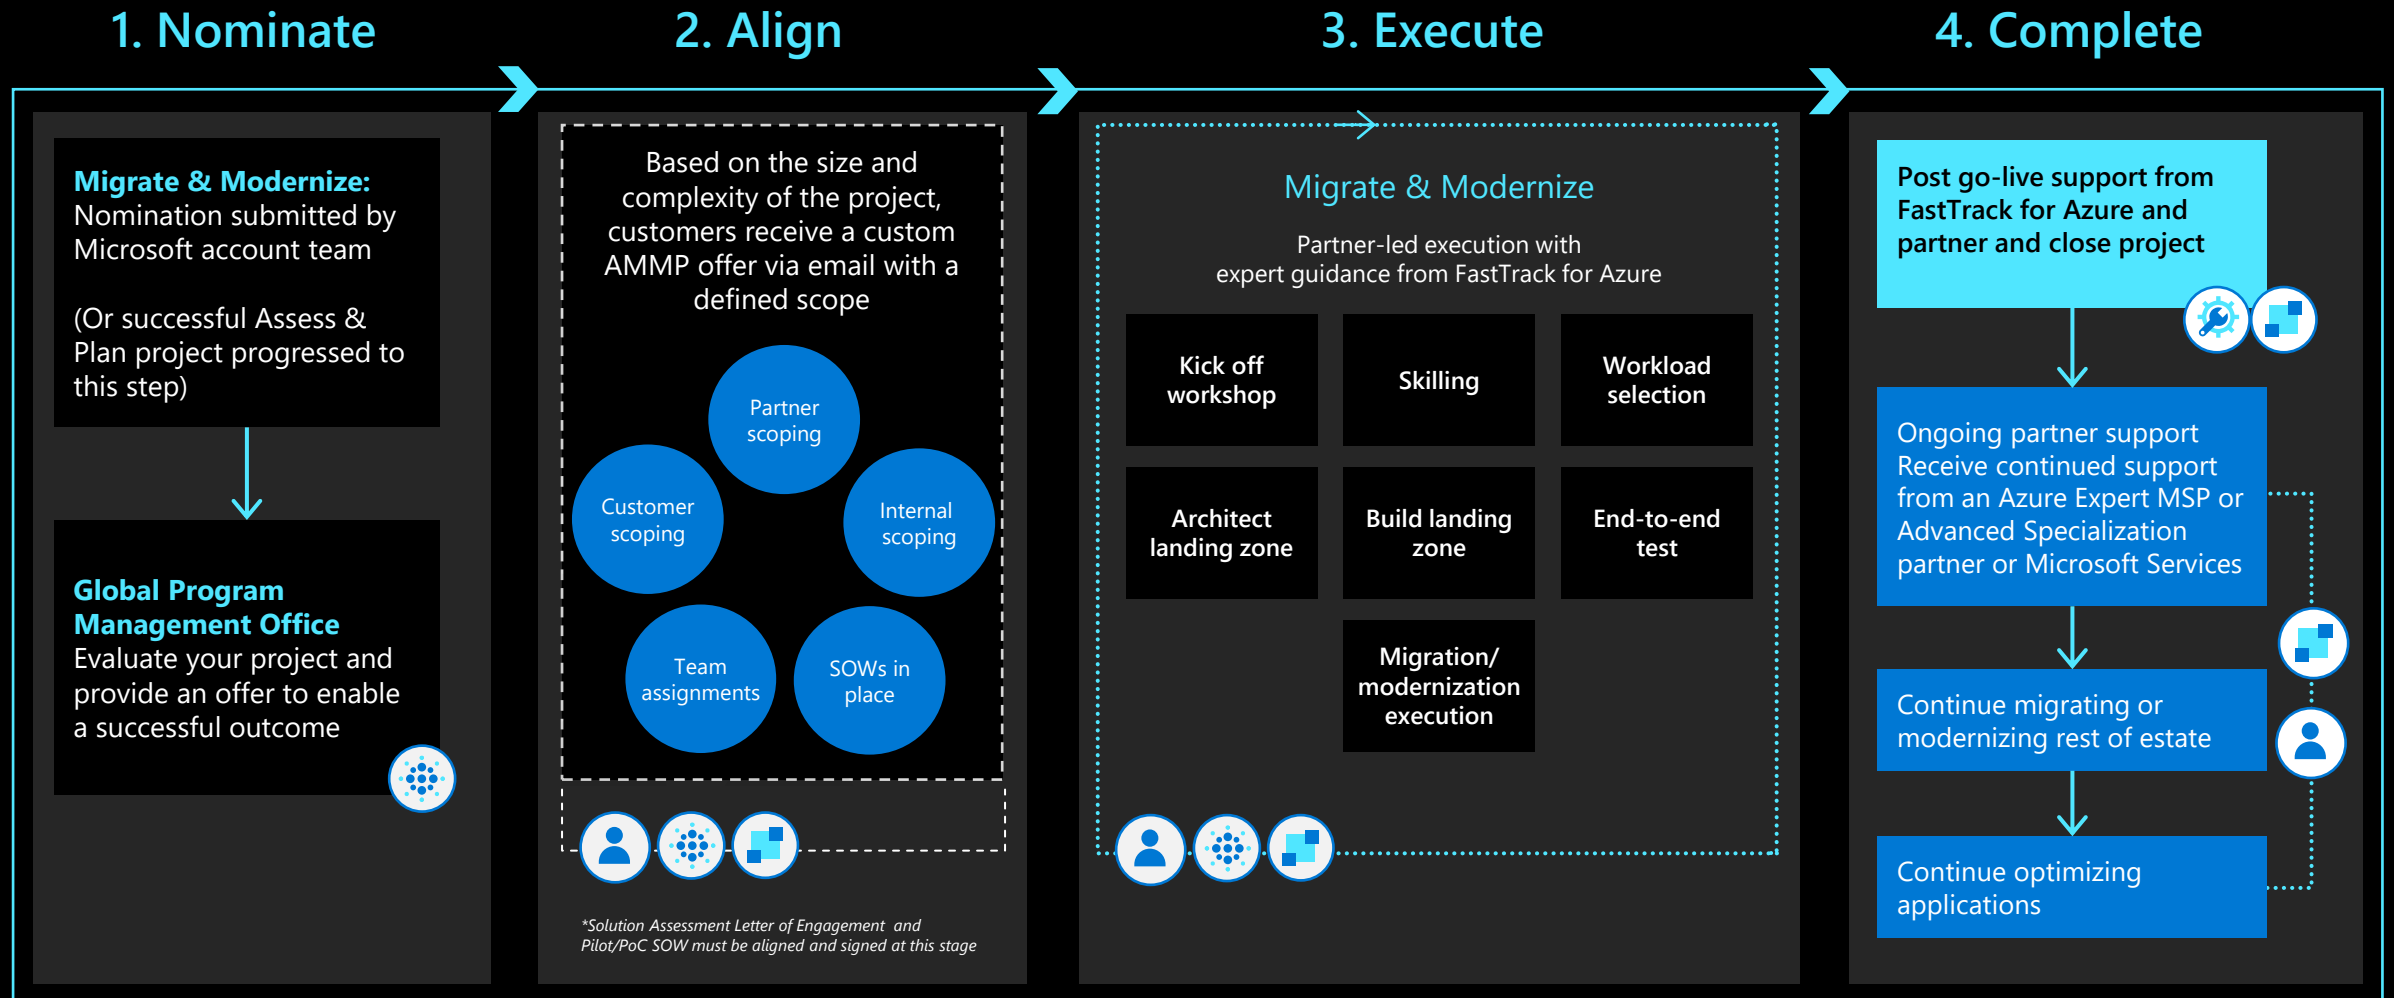 1. Nominate
2. Align
3. Execute
4. Complete
Migrate & Modernize:
Nomination submitted by
Microsoft account team
(Or successful Assess &
Plan project progressed to
this step)
Global Program
Management Office
Evaluate your project and
provide an offer to enable
a successful outcome
Based on the size and
complexity of the project,
customers receive a custom
AMMP offer via email with a
defined scope
Partner
scoping
Customer
scoping
Internal
scoping
Team
assignments
SOWs in
place
*Solution Assessment Letter of Engagement and
Pilot/PoC SOW must be aligned and signed at this stage
Migrate & Modernize
Partner-led execution with
expert guidance from FastTrack for Azure
Kick off
workshop
Skilling
Workload
selection
Architect
landing zone
Build landing
zone
End-to-end
test
Migration/
modernization
execution
Post go-live support from
FastTrack for Azure and
partner and close project
Ongoing partner support
Receive continued support
from an Azure Expert MSP or
Advanced Specialization
partner or Microsoft Services
Continue migrating or
modernizing rest of estate
Continue optimizing
applications